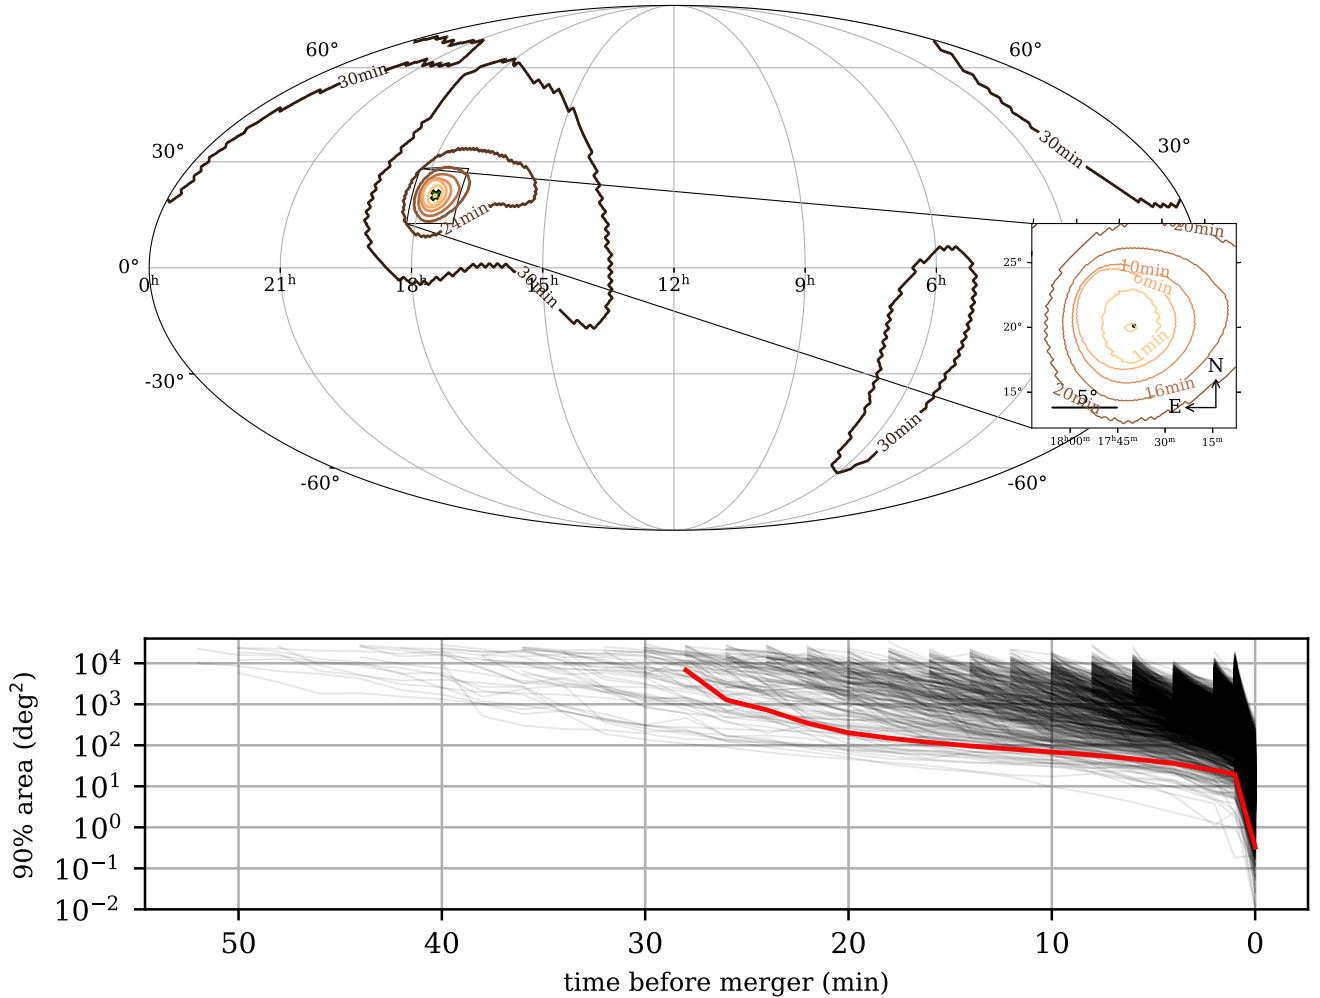 60°
60°
30min
30min
30°
30°
24min
20min
0°
0h
21h
18h
15h
12h
9h
6h
30min
25°
10min
6min
20°
1min
N
-30°
15°
20min
5°
16min
E
30min
18h00m
17h45m
30m
15m
-60°
-60°
90% area (deg²)
10⁴
10³
10²
10¹
10⁰
10⁻¹
10⁻²
50
40
30
20
10
0
time before merger (min)